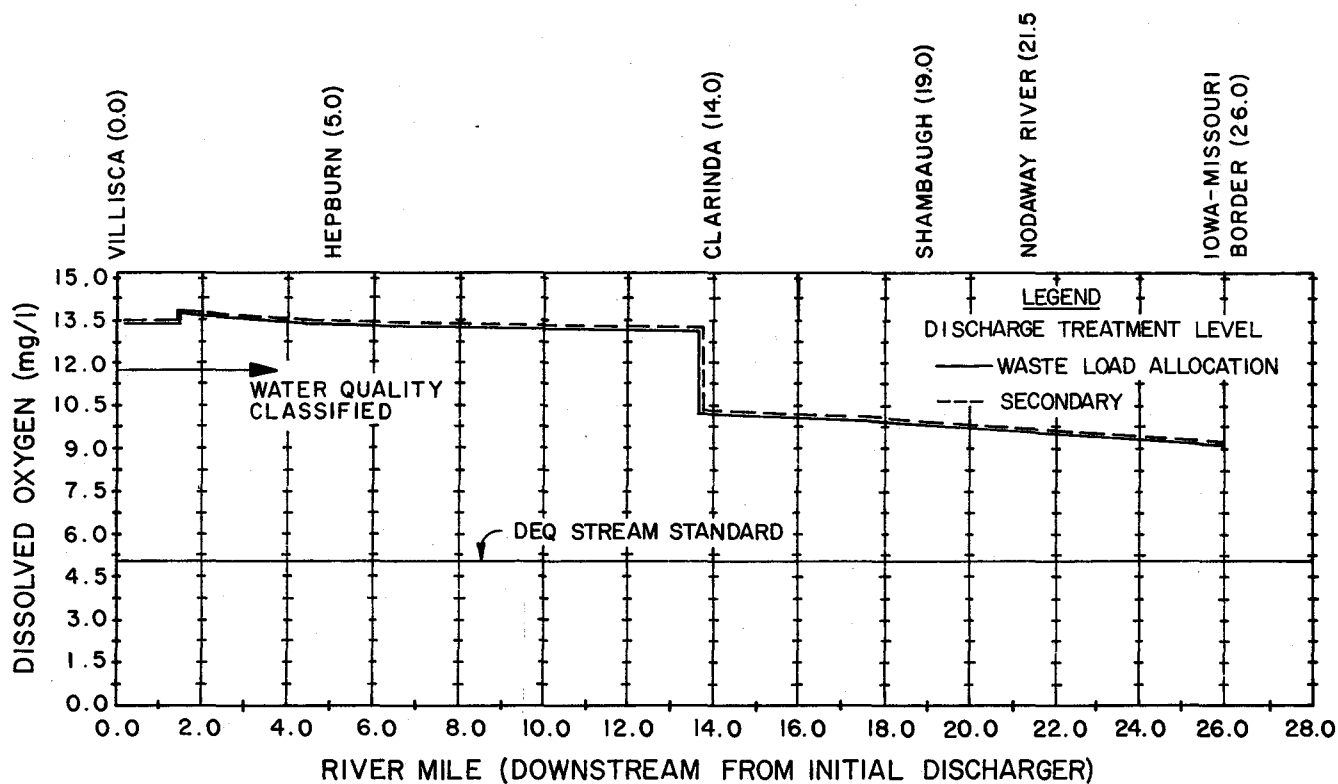 VILLISCA (0.0)
HEPBURN (5.0)
CLARINDA (14.0)
SHAMBAUGH (19.0)
NODAWAY RIVER (21.5
IOWA-MISSOURI
BORDER (26.0)
DISSOLVED OXYGEN (mg/l)
15.0
13.5
12.0
10.5
9.0
7.5
6.0
4.5
3.0
1.5
0.0
LEGEND
DISCHARGE TREATMENT LEVEL
WASTE LOAD ALLOCATION
SECONDARY
WATER QUALITY
CLASSIFIED
DEQ STREAM STANDARD
0.0 2.0 4.0 6.0 8.0 10.0 12.0 14.0 16.0 18.0 20.0 22.0 24.0 26.0 28.0
RIVER MILE (DOWNSTREAM FROM INITIAL DISCHARGER)